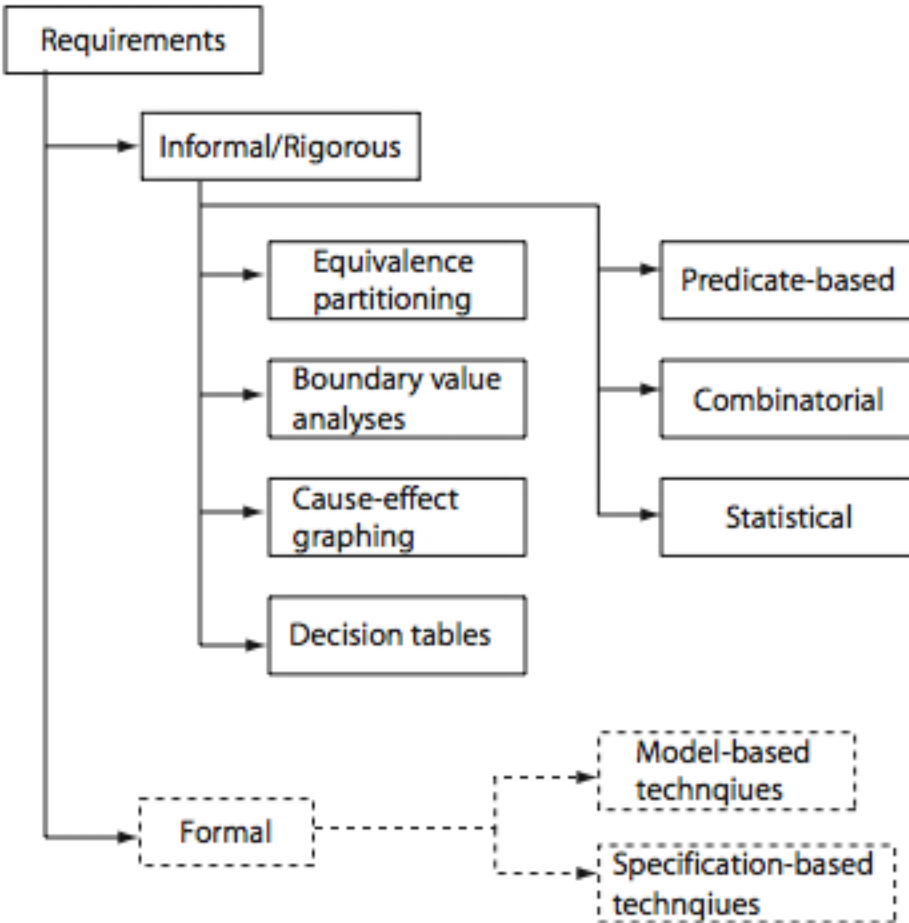 Requirements
Informal/Rigorous
Equivalence
partitioning
Boundary value
analyses
Cause-effect
graphing
Decision tables
Predicate-based
Combinatorial
Statistical
Formal
Model-based
technqiues
Specification-based
technqiues